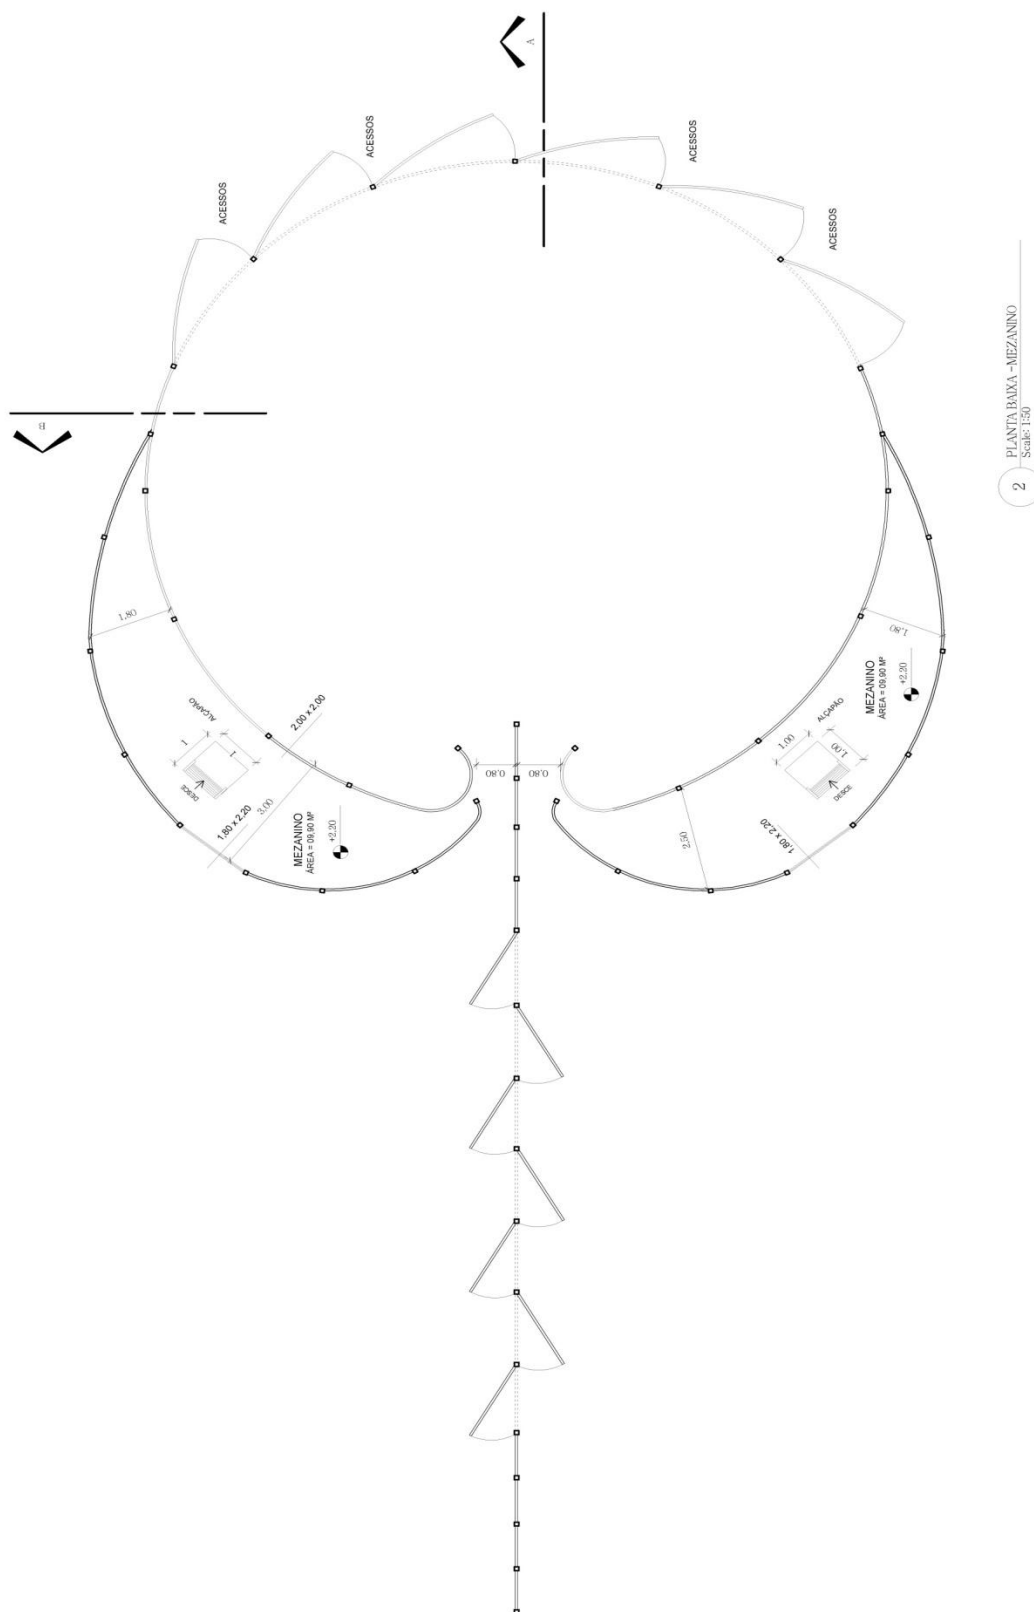 A
ACESSOS
ACESSOS
ACESSOS
ACESSOS
B
1,80
ALÇAPÃO
1
1
DESCE
2,00 x 2,00
1,80 x 2,20
3,00
MEZANINO
ÁREA = 09,90 M²
+2.20
0,80
0,80
1,80
MEZANINO
ÁREA = 09,90 M²
+2.20
ALÇAPÃO
1,00
1,00
DESCE
2,50
1,80 x 2,20
2
PLANTA BAIXA - MEZANINO
Scale: 1:50